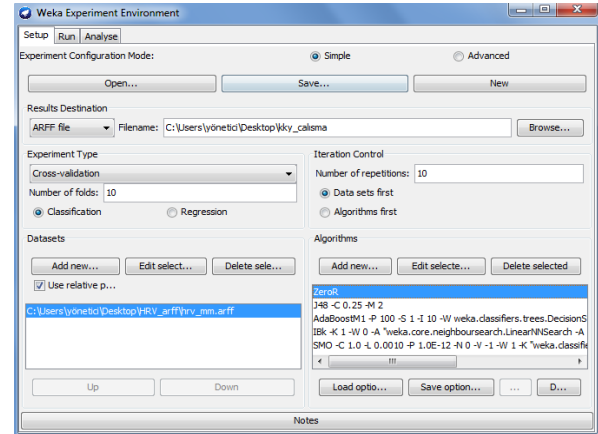 Weka Experiment Environment
Setup Run Analyse
Experiment Configuration Mode: Simple Advanced
Open... Save... New
Results Destination
ARFF file Filename: C:\Users\yönetici\Desktop\kky_calisma Browse...
Experiment Type Iteration Control
Cross-validation Number of repetitions: 10
Number of folds: 10 Data sets first
Classification Regression Algorithms first
Datasets Algorithms
Add new... Edit select... Delete sele... Add new... Edit selecte... Delete selected
Use relative p...
ZeroR
C:\Users\yönetici\Desktop\HRV_arff\hrv_mm.arff J48 -C 0.25 -M 2
AdaBoostM1 -P 100 -S 1 -I 10 -W weka.classifiers.trees.DecisionS
IBk -K 1 -W 0 -A "weka.core.neighboursearch.LinearNNSearch -A
SMO -C 1.0 -L 0.0010 -P 1.0E-12 -N 0 -V -1 -W 1 -K "weka.classifie
Up Down Load optio... Save option... ... D...
Notes